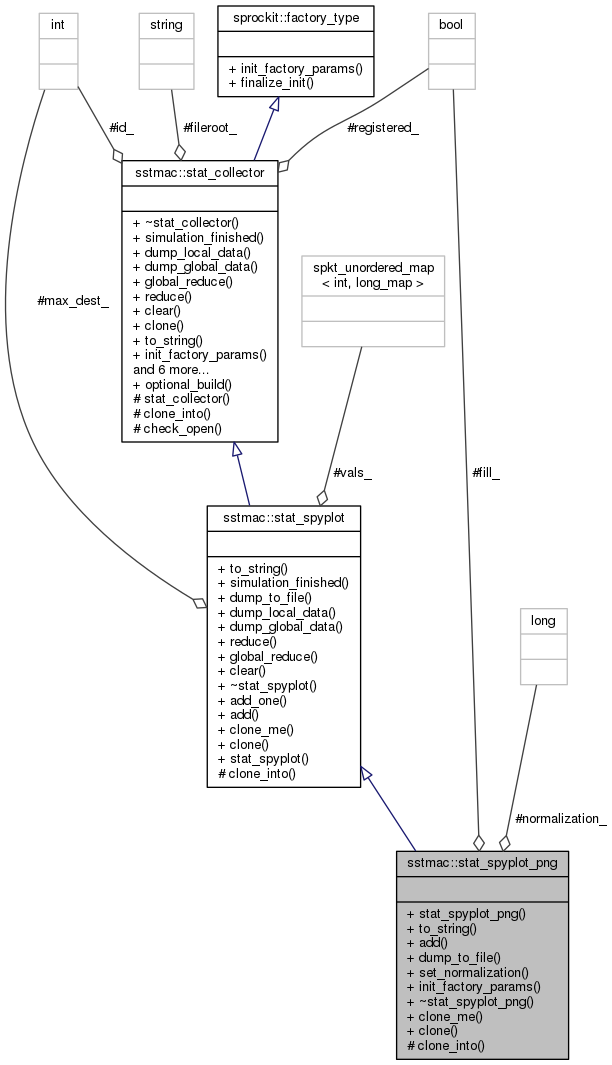 int
string
sprockit::factory_type
+ init_factory_params()
+ finalize_init()
bool
#id_
#fileroot_
#registered_
sstmac::stat_collector
+ ~stat_collector()
+ simulation_finished()
+ dump_local_data()
+ dump_global_data()
+ global_reduce()
+ reduce()
+ clear()
+ clone()
+ to_string()
+ init_factory_params()
and 6 more...
+ optional_build()
# stat_collector()
# clone_into()
# check_open()
spkt_unordered_map
< int, long_map >
#max_dest_
#vals_
#fill_
sstmac::stat_spyplot
+ to_string()
+ simulation_finished()
+ dump_to_file()
+ dump_local_data()
+ dump_global_data()
+ reduce()
+ global_reduce()
+ clear()
+ ~stat_spyplot()
+ add_one()
+ add()
+ clone_me()
+ clone()
+ stat_spyplot()
# clone_into()
long
#normalization_
sstmac::stat_spyplot_png
+ stat_spyplot_png()
+ to_string()
+ add()
+ dump_to_file()
+ set_normalization()
+ init_factory_params()
+ ~stat_spyplot_png()
+ clone_me()
+ clone()
# clone_into()